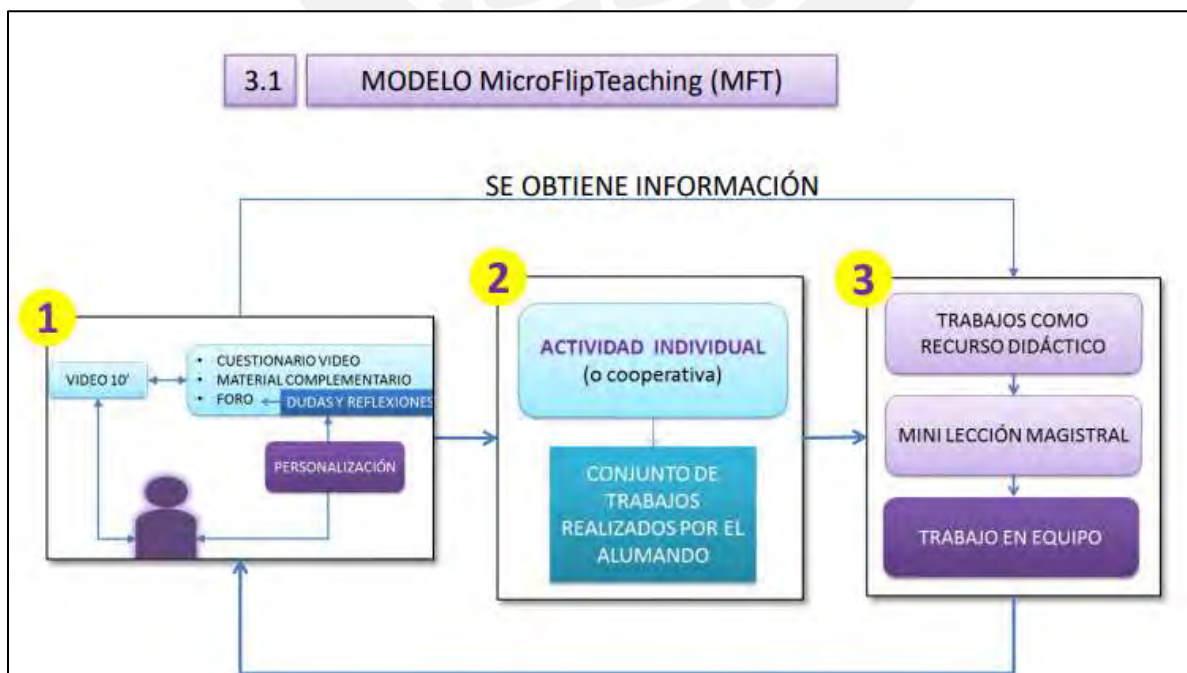 3.1
MODELO MicroFlipTeaching (MFT)
SE OBTIENE INFORMACIÓN
1
VIDEO 10'
• CUESTIONARIO VIDEO
• MATERIAL COMPLEMENTARIO
• FORO
DUDAS Y REFLEXIONES
PERSONALIZACIÓN
2
ACTIVIDAD INDIVIDUAL
(o cooperativa)
CONJUNTO DE
TRABAJOS
REALIZADOS POR EL
ALUMANDO
3
TRABAJOS COMO
RECURSO DIDÁCTICO
MINI LECCIÓN MAGISTRAL
TRABAJO EN EQUIPO